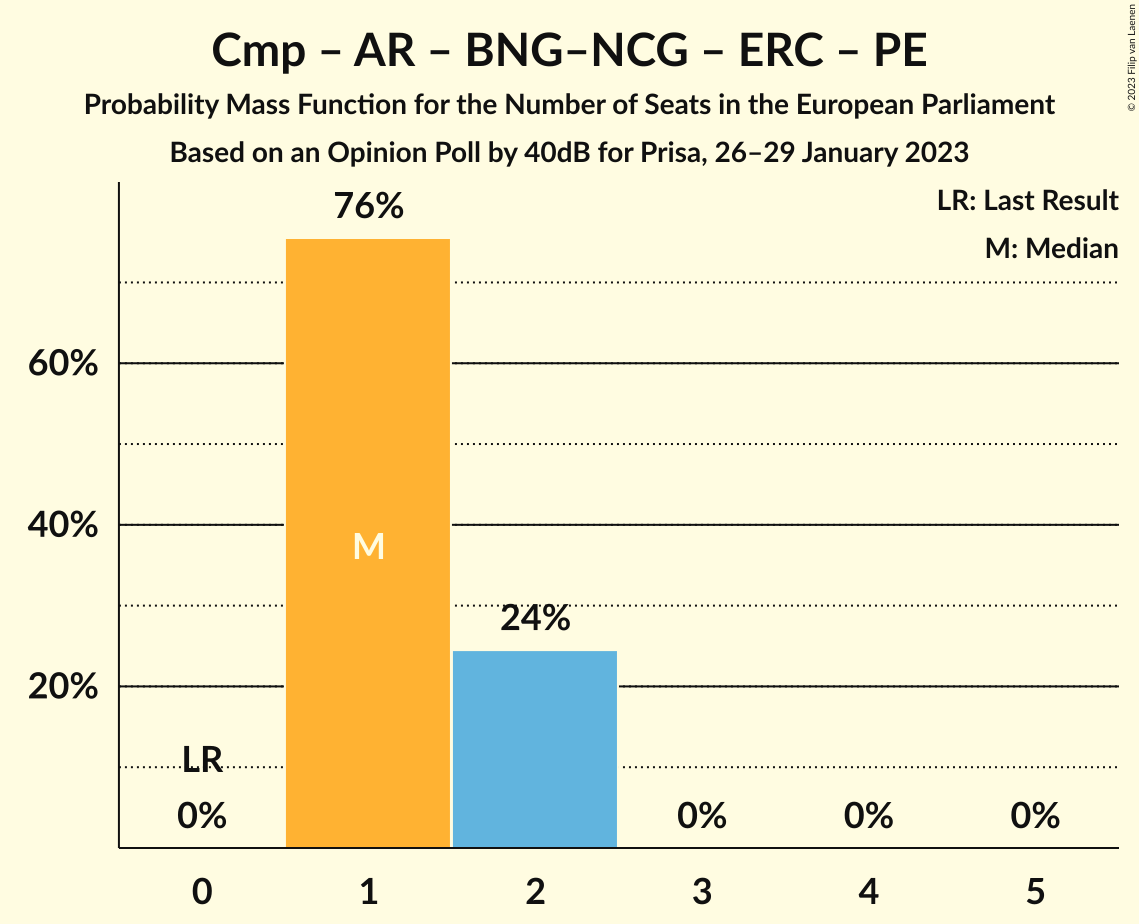 Cmp – AR – BNG–NCG – ERC – PE
Probability Mass Function for the Number of Seats in the European Parliament
Based on an Opinion Poll by 40dB for Prisa, 26–29 January 2023
© 2023 Filip van Laenen
LR: Last Result
M: Median
76%
60%
40%
M
24%
20%
LR
0%
0%
0%
0%
0 1 2 3 4 5